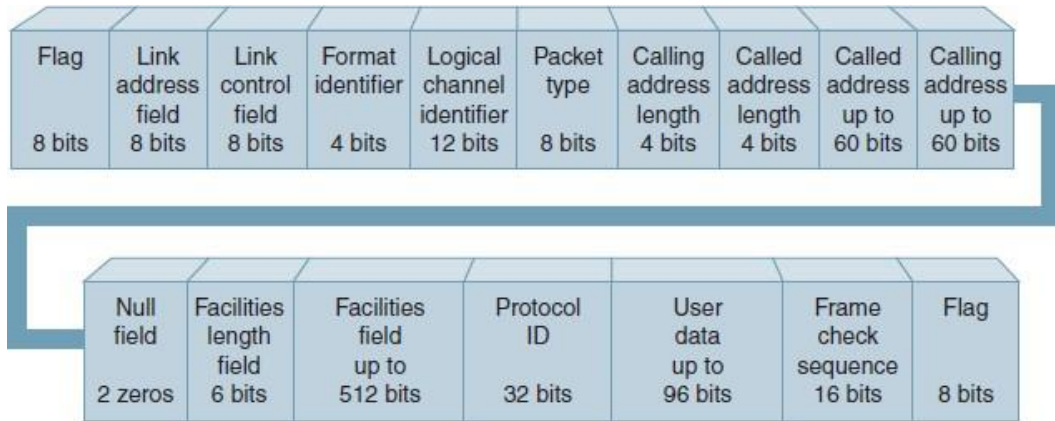 Flag
8 bits
Link
address
field
8 bits
Link
control
field
8 bits
Format
identifier
4 bits
Logical
channel
identifier
12 bits
Packet
type
8 bits
Calling
address
length
4 bits
Called
address
length
4 bits
Called
address
up to
60 bits
Calling
address
up to
60 bits
Null
field
2 zeros
Facilities
length
field
6 bits
Facilities
field
up to
512 bits
Protocol
ID
32 bits
User
data
up to
96 bits
Frame
check
sequence
16 bits
Flag
8 bits